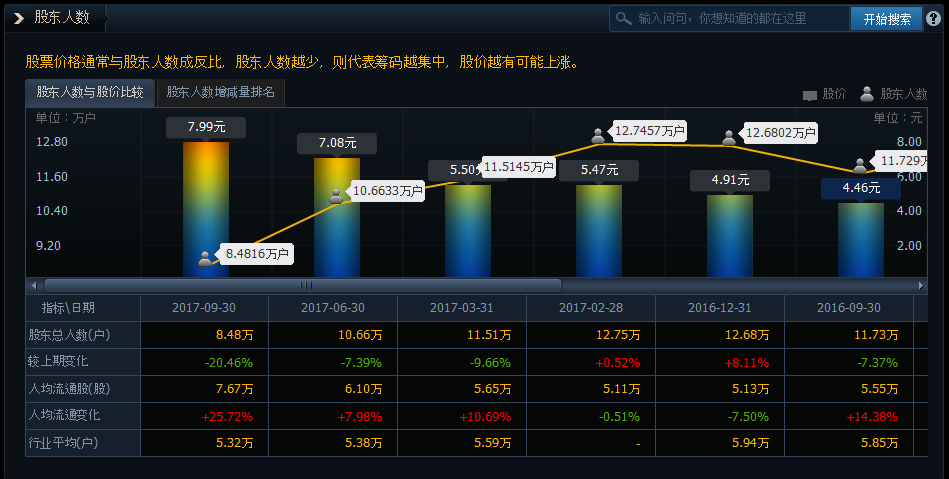 股东人数
输入问句，你想知道的都在这里
开始搜索
?
股票价格通常与股东人数成反比，股东人数越少，则代表筹码越集中，股价越有可能上涨。
股东人数与股价比较 股东人数增减量排名
股价 股东人数
单位：万户 单位：元
12.80 11.60 10.40 9.20
7.99元 7.08元 5.50 5.47元 4.91元 4.46元
8.4816万户 10.6633万户 11.5145万户 12.7457万户 12.6802万户 11.729
8.00 6.00 4.00 2.00
指标\日期 2017-09-30 2017-06-30 2017-03-31 2017-02-28 2016-12-31 2016-09-30
股东总人数(户) 8.48万 10.66万 11.51万 12.75万 12.68万 11.73万
较上期变化 -20.46% -7.39% -9.66% +0.52% +8.11% -7.37%
人均流通股(股) 7.67万 6.10万 5.65万 5.11万 5.13万 5.55万
人均流通变化 +25.72% +7.98% +10.69% -0.51% -7.50% +14.38%
行业平均(户) 5.32万 5.38万 5.59万 - 5.94万 5.85万